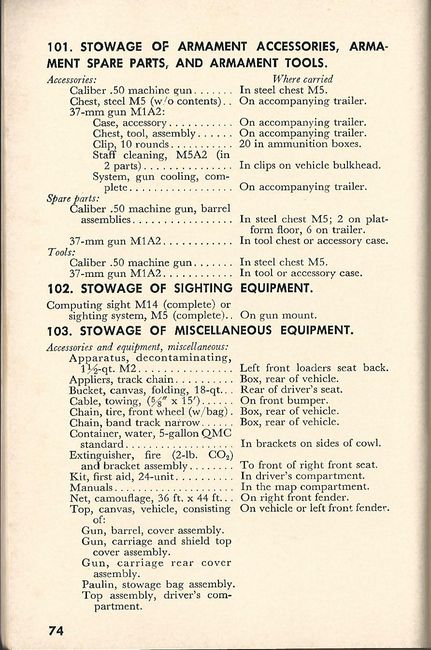 101. STOWAGE OF ARMAMENT ACCESSORIES, ARMA-
MENT SPARE PARTS, AND ARMAMENT TOOLS.
Accessories: Where carried
Caliber .50 machine gun....... In steel chest M5.
Chest, steel M5 (w/o contents).. On accompanying trailer.
37-mm gun M1A2:
Case, accessory........... On accompanying trailer.
Chest, tool, assembly...... On accompanying trailer.
Clip, 10 rounds........... 20 in ammunition boxes.
Staff cleaning, M5A2 (in
2 parts)................ In clips on vehicle bulkhead.
System, gun cooling, com-
plete.................. On accompanying trailer.
Spare parts:
Caliber .50 machine gun, barrel
assemblies................. In steel chest M5; 2 on plat-
form floor, 6 on trailer.
37-mm gun M1A2............ In tool chest or accessory case.
Tools:
Caliber .50 machine gun....... In steel chest M5.
37-mm gun M1A2............ In tool or accessory case.
102. STOWAGE OF SIGHTING EQUIPMENT.
Computing sight M14 (complete) or
sighting system, M5 (complete).. On gun mount.
103. STOWAGE OF MISCELLANEOUS EQUIPMENT.
Accessories and equipment, miscellaneous:
Apparatus, decontaminating,
1½-qt. M2................ Left front loaders seat back.
Appliers, track chain.......... Box, rear of vehicle.
Bucket, canvas, folding, 18-qt... Rear of driver's seat.
Cable, towing, (⅝″ x 15′)...... On front bumper.
Chain, tire, front wheel (w/bag). Box, rear of vehicle.
Chain, band track narrow...... Box, rear of vehicle.
Container, water, 5-gallon QMC
standard.................. In brackets on sides of cowl.
Extinguisher, fire (2-lb. CO₂)
and bracket assembly........ To front of right front seat.
Kit, first aid, 24-unit.......... In driver's compartment.
Manuals.................... In the map compartment.
Net, camouflage, 36 ft. x 44 ft... On right front fender.
Top, canvas, vehicle, consisting On vehicle or left front fender.
of:
Gun, barrel, cover assembly.
Gun, carriage and shield top
cover assembly.
Gun, carriage rear cover
assembly.
Paulin, stowage bag assembly.
Top assembly, driver's com-
partment.
74